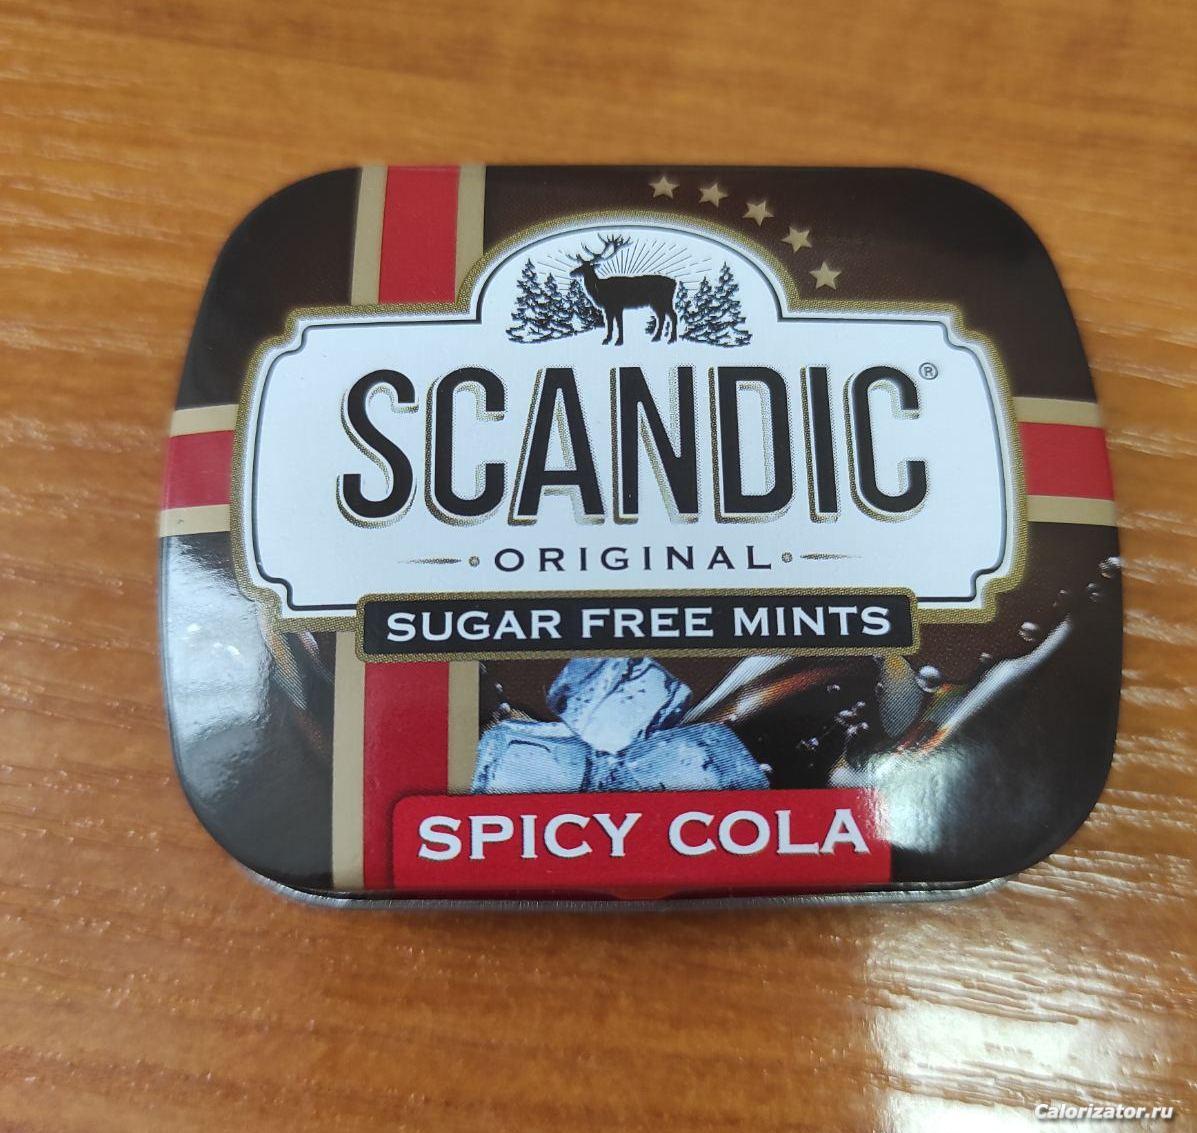 SCANDIC®
ORIGINAL
SUGAR FREE MINTS
SPICY COLA
Calorizator.ru